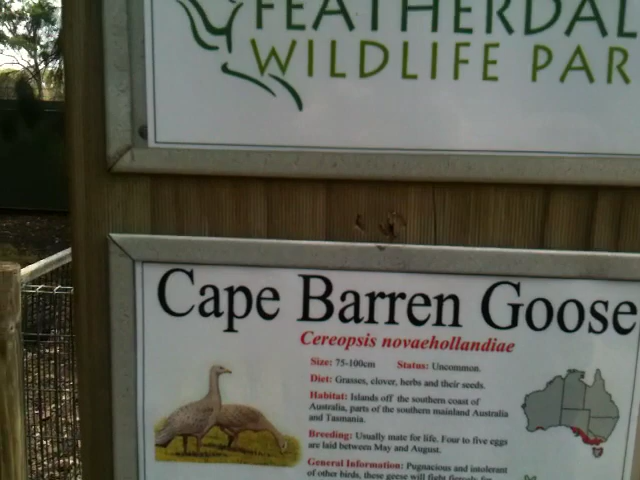 FEATHERDAL
WILDLIFE PAR
Cape Barren Goose
Cereopsis novaehollandiae
Size: 75-100cm Status: Uncommon.
Diet: Grasses, clover, herbs and their seeds.
Habitat: Islands off the southern coast of
Australia, parts of the southern mainland Australia
and Tasmania.
Breeding: Usually mate for life. Four to five eggs
are laid between May and August.
General Information: Pugnacious and intolerant
of other birds, these geese will fight fiercely for